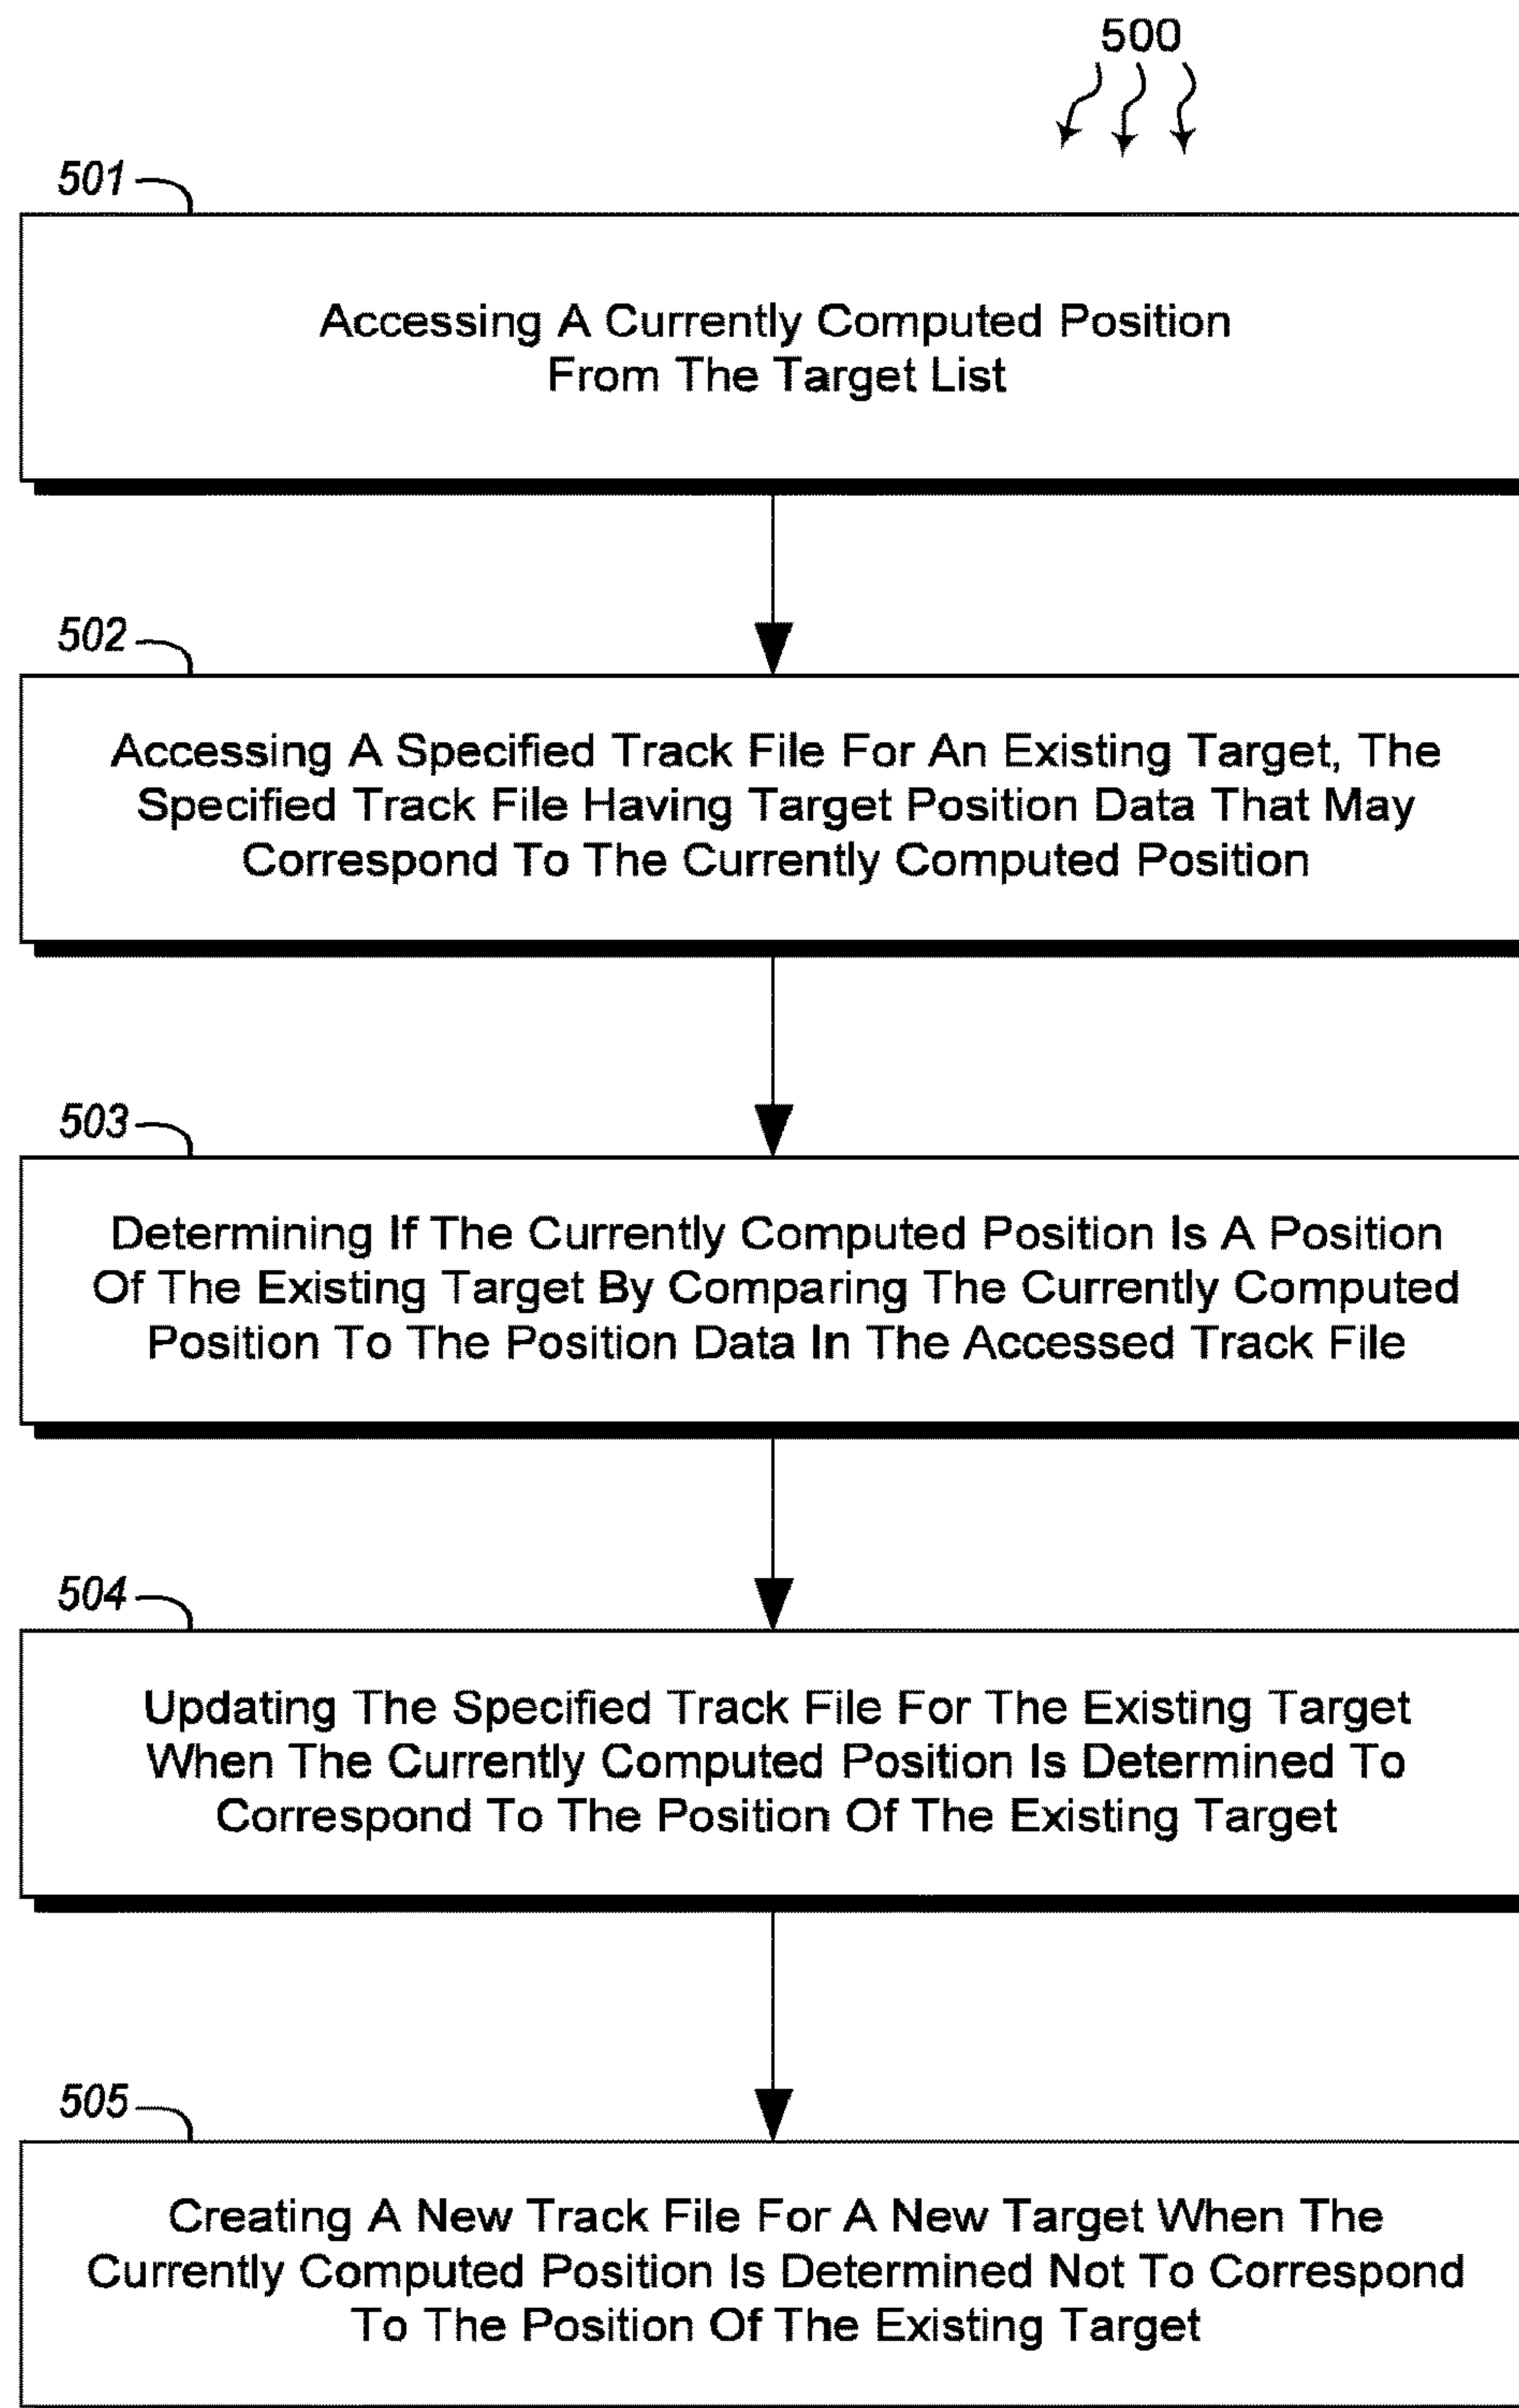 500
501
Accessing A Currently Computed Position
From The Target List
502
Accessing A Specified Track File For An Existing Target, The
Specified Track File Having Target Position Data That May
Correspond To The Currently Computed Position
503
Determining If The Currently Computed Position Is A Position
Of The Existing Target By Comparing The Currently Computed
Position To The Position Data In The Accessed Track File
504
Updating The Specified Track File For The Existing Target
When The Currently Computed Position Is Determined To
Correspond To The Position Of The Existing Target
505
Creating A New Track File For A New Target When The
Currently Computed Position Is Determined Not To Correspond
To The Position Of The Existing Target